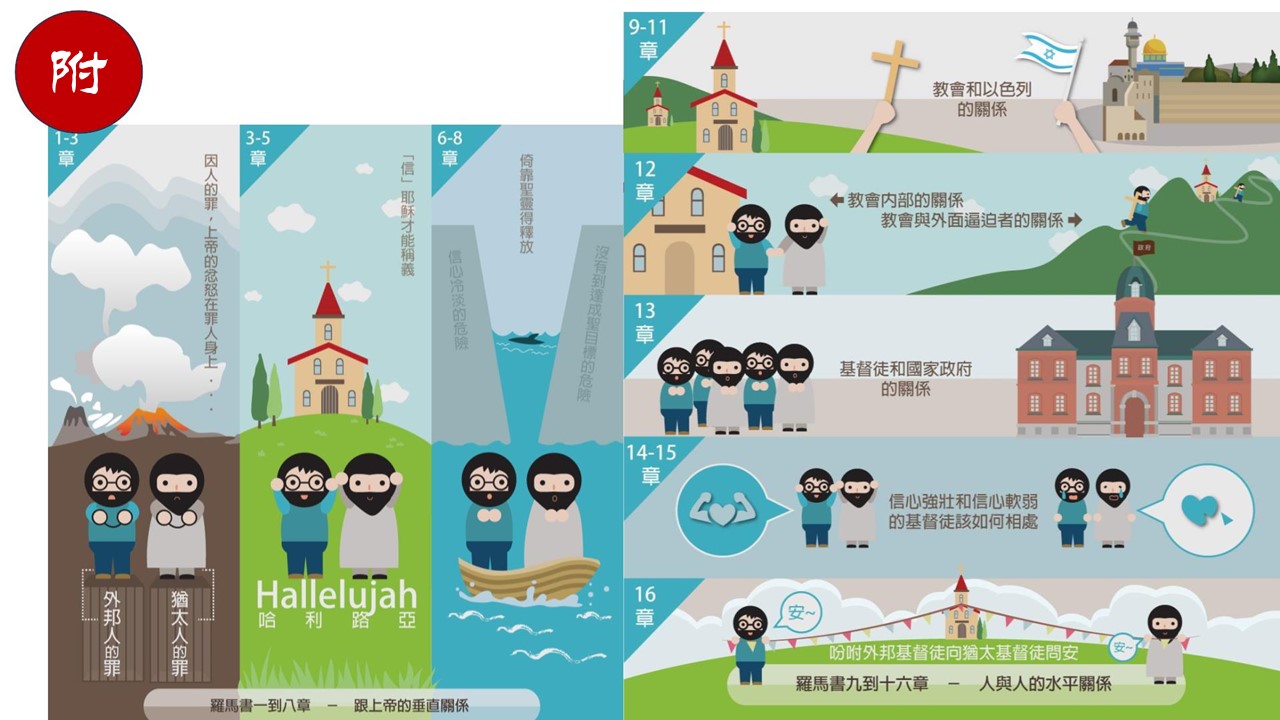 附
1-3
章
因人的罪，上帝的忿怒在罪人身上...
外邦人的罪
猶太人的罪
3-5
章
「信」耶穌才能稱義
Hallelujah
哈利路亞
6-8
章
倚靠聖靈得釋放
信心冷淡的危險
沒有到達成聖目標的危險
羅馬書一到八章 － 跟上帝的垂直關係
9-11
章
教會和以色列
的關係
12
章
教會內部的關係
教會與外面逼迫者的關係
政府
13
章
基督徒和國家政府
的關係
14-15
章
信心強壯和信心軟弱
的基督徒該如何相處
16
章
安~
安~
吩咐外邦基督徒向猶太基督徒問安
羅馬書九到十六章 － 人與人的水平關係